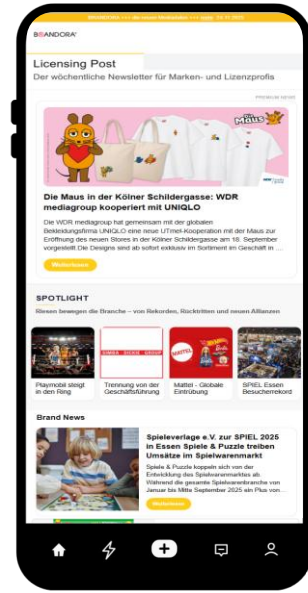 BRANDORA
Licensing Post
Der wöchentliche Newsletter für Marken- und Lizenzprofis
PREMIUM NEWS
Die Maus
Die Maus in der Kölner Schildergasse: WDR
mediagroup kooperiert mit UNIQLO
Die WDR mediagroup hat gemeinsam mit der globalen
Bekleidungsfirma UNIQLO eine neue UTmeI-Kooperation mit der Maus zur
Eröffnung des neuen Stores in der Kölner Schildergasse am 18. September
vorgestellt. Die Designs sind ab sofort exklusiv im Sortiment im Geschäft in ...
Weiterlesen
SPOTLIGHT
Riesen bewegen die Branche – von Rekorden, Rücktritten und neuen Allianzen
SIMBA DICKIE GROUP
MATTEL
Playmobil steigt
in den Ring
Trennung von der
Geschäftsführung
Mattel - Globale
Eintrübung
SPIEL Essen
Besucherrekord
Brand News
Spieleverlage e.V. zur SPIEL 2025
in Essen Spiele & Puzzle treiben
Umsätze im Spielwarenmarkt
Spiele & Puzzle koppeln sich von der
Entwicklung des Spielwarenmarktes ab.
Während die gesamte Spielwarenbranche von
Januar bis Mitte September 2025 ein Plus von...
Weiterlesen